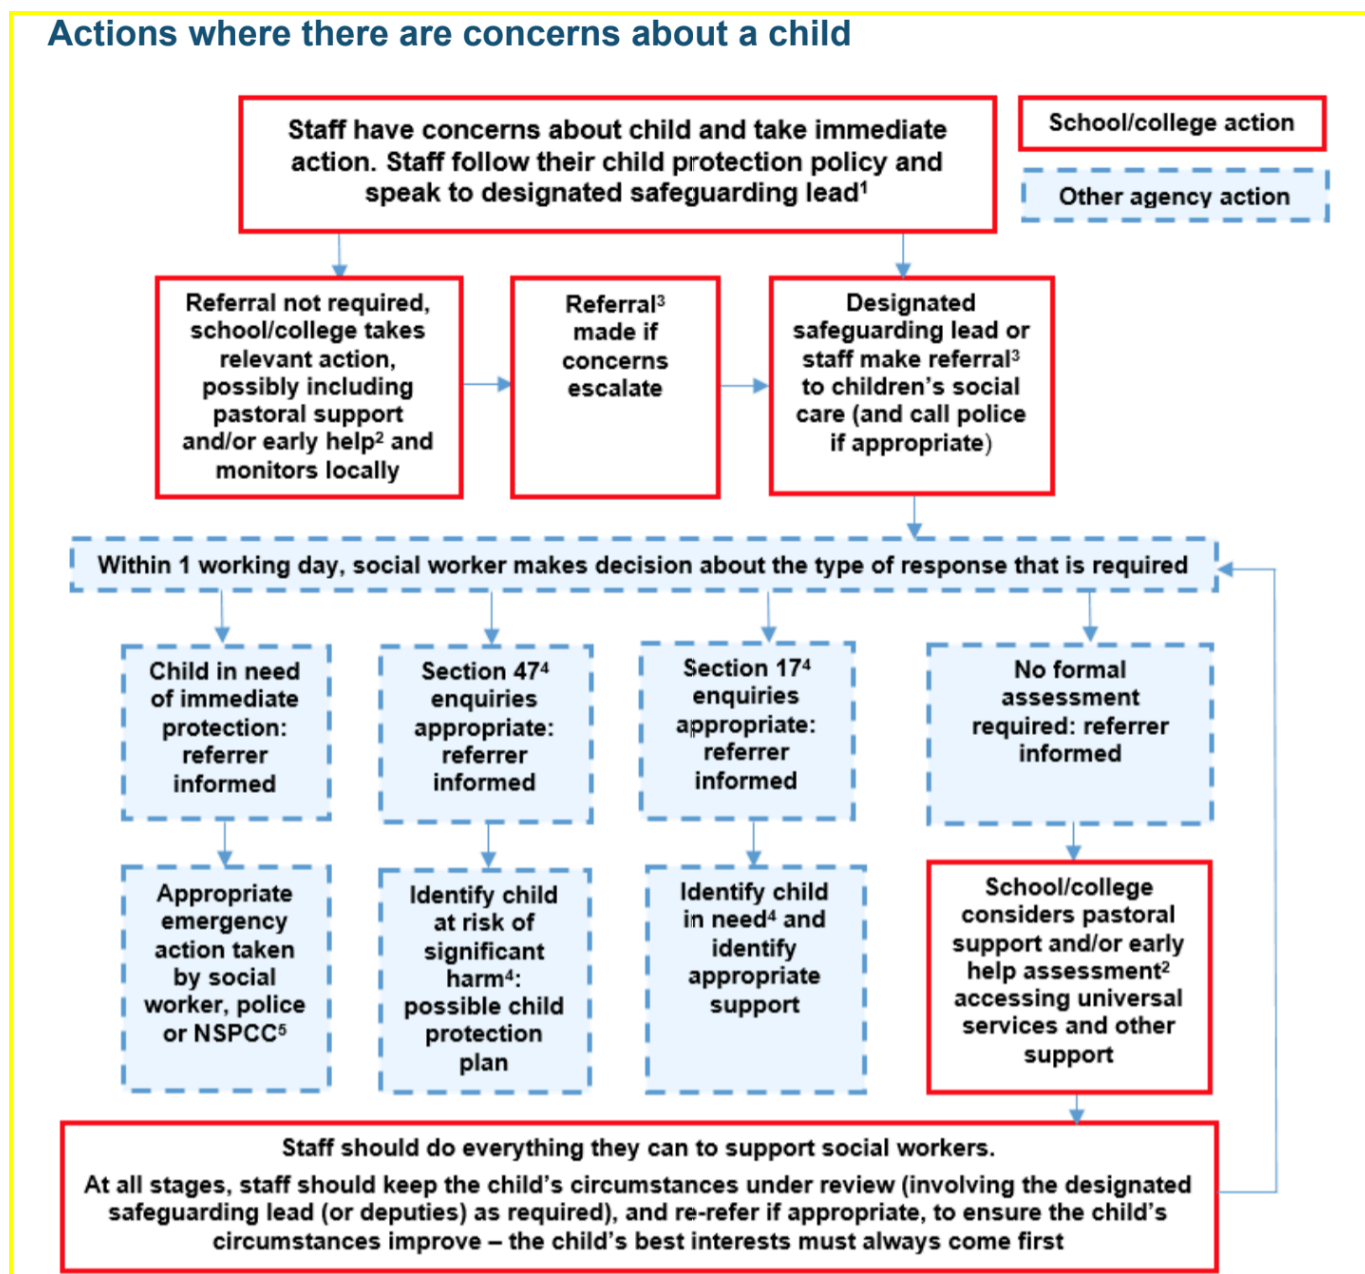 Actions where there are concerns about a child
Staff have concerns about child and take immediate
action. Staff follow their child protection policy and
speak to designated safeguarding lead¹
School/college action
Other agency action
Referral not required,
school/college takes
relevant action,
possibly including
pastoral support
and/or early help² and
monitors locally
Referral³
made if
concerns
escalate
Designated
safeguarding lead or
staff make referral³
to children’s social
care (and call police
if appropriate)
Within 1 working day, social worker makes decision about the type of response that is required
Child in need
of immediate
protection:
referrer
informed
Section 47⁴
enquiries
appropriate:
referrer
informed
Section 17⁴
enquiries
appropriate:
referrer
informed
No formal
assessment
required: referrer
informed
Appropriate
emergency
action taken
by social
worker, police
or NSPCC⁵
Identify child
at risk of
significant
harm⁴:
possible child
protection
plan
Identify child
in need⁴ and
identify
appropriate
support
School/college
considers pastoral
support and/or early
help assessment²
accessing universal
services and other
support
Staff should do everything they can to support social workers.
At all stages, staff should keep the child’s circumstances under review (involving the designated
safeguarding lead (or deputies) as required), and re-refer if appropriate, to ensure the child’s
circumstances improve – the child’s best interests must always come first